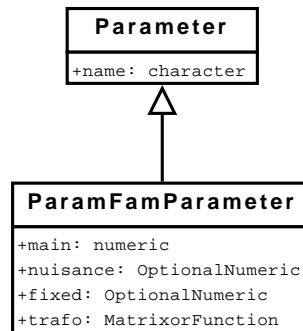 Parameter
+name: character
ParamFamParameter
+main: numeric
+nuisance: OptionalNumeric
+fixed: OptionalNumeric
+trafo: MatrixorFunction